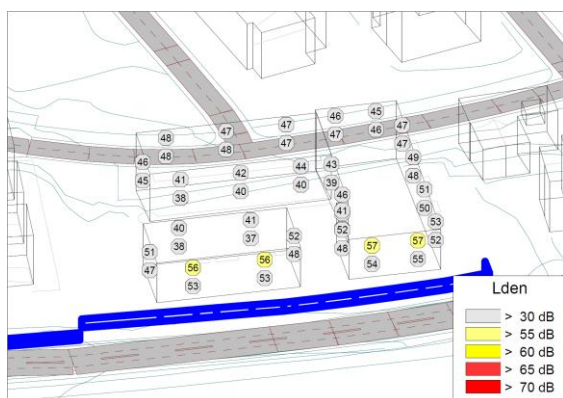 46 45
48 47 47 47
48 47 47 46 47
46 42 44 43 49
45 41 40 40 39 48
38 46 51
41 50
40 41 52 53
38 37 52 57 57 52
51 56 56 48 48 54 55
47 53 53
Lden
> 30 dB
> 55 dB
> 60 dB
> 65 dB
> 70 dB